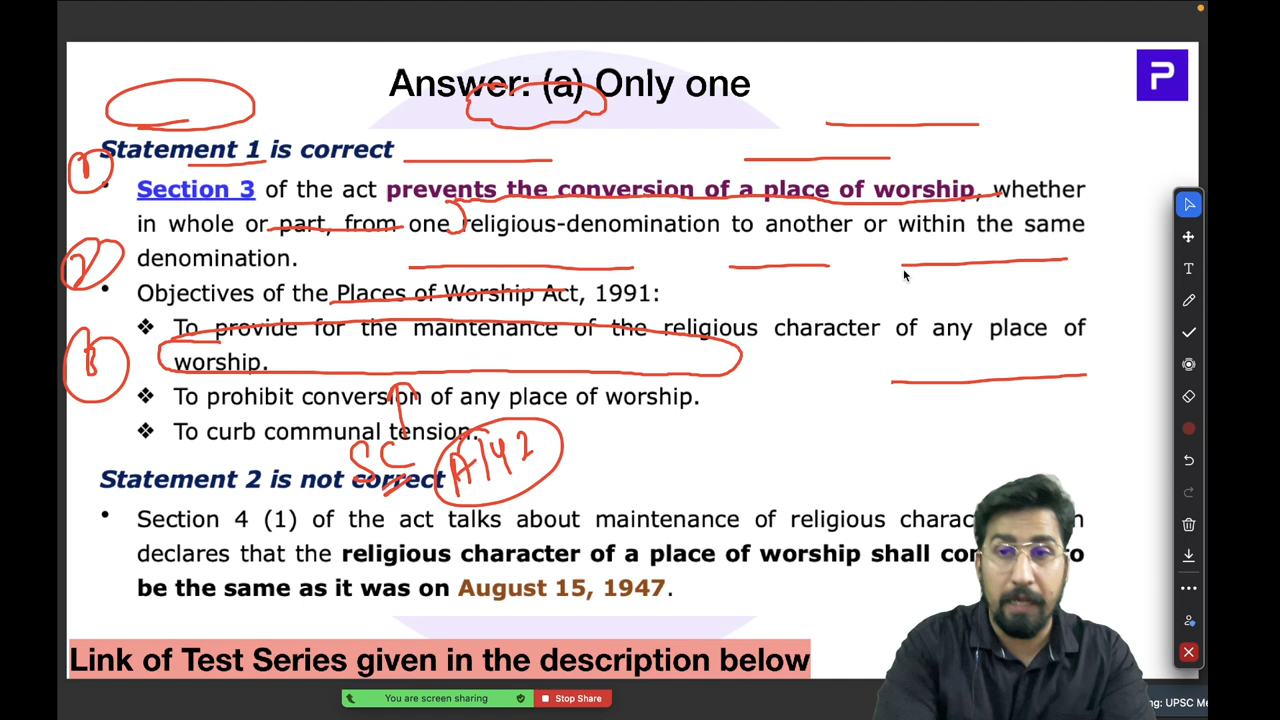 Answer: (a) Only one
P
Statement 1 is correct
1
• Section 3 of the act prevents the conversion of a place of worship, whether
in whole or part, from one religious-denomination to another or within the same
2
denomination.
• Objectives of the Places of Worship Act, 1991:
❖ To provide for the maintenance of the religious character of any place of
worship.
❖ To prohibit conversion of any place of worship.
❖ To curb communal tension.
SC A142
Statement 2 is not correct
• Section 4 (1) of the act talks about maintenance of religious
declares that the religious character of a place of worship shall to
be the same as it was on August 15, 1947.
Link of Test Series given in the description below
You are screen sharing Stop Share
ng: UPSC Me